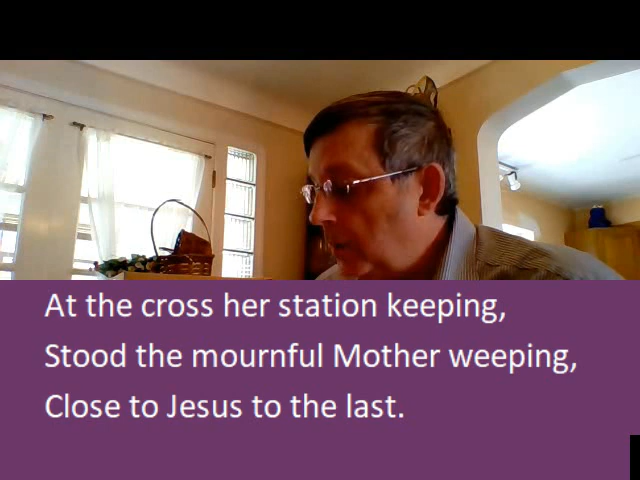 At the cross her station keeping,
Stood the mournful Mother weeping,
Close to Jesus to the last.